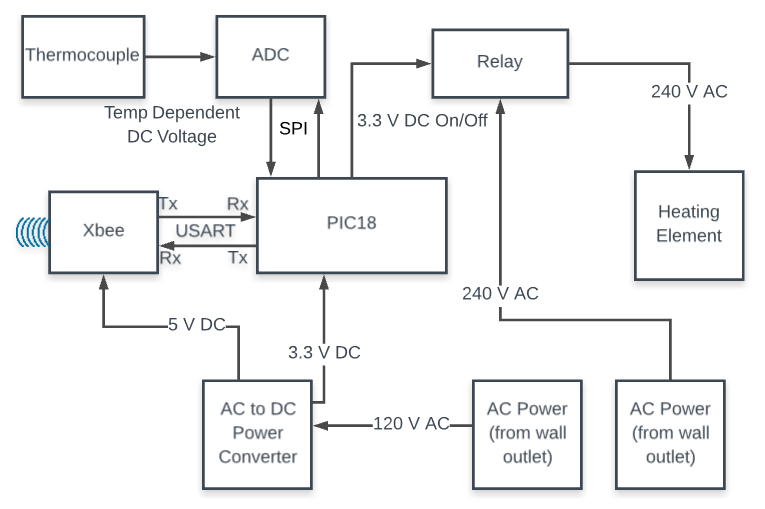 Thermocouple
ADC
Relay
Temp Dependent
DC Voltage
SPI
3.3 V DC On/Off
240 V AC
Tx
Rx
Xbee
USART
Rx
Tx
PIC18
Heating
Element
240 V AC
5 V DC
3.3 V DC
AC to DC
Power
Converter
120 V AC
AC Power
(from wall
outlet)
AC Power
(from wall
outlet)